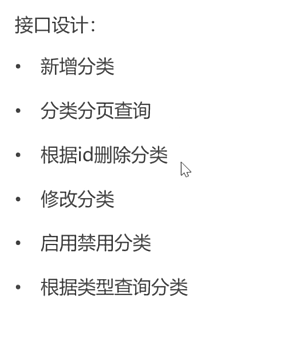 接口设计：
• 新增分类
• 分类分页查询
• 根据id删除分类
• 修改分类
• 启用禁用分类
• 根据类型查询分类